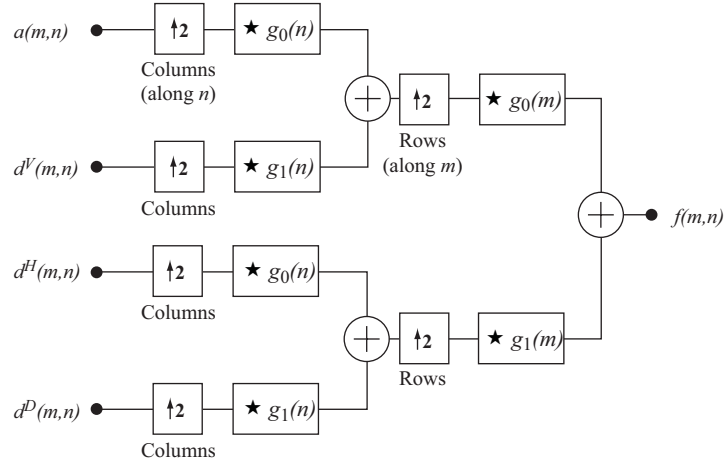 a(m,n) ↑2 ★ g₀(n)
Columns
(along n)
↑2 ★ g₀(m)
Rows
(along m)
dⱽ(m,n) ↑2 ★ g₁(n)
Columns
f(m,n)
dᴴ(m,n) ↑2 ★ g₀(n)
Columns
↑2 ★ g₁(m)
Rows
dᴰ(m,n) ↑2 ★ g₁(n)
Columns